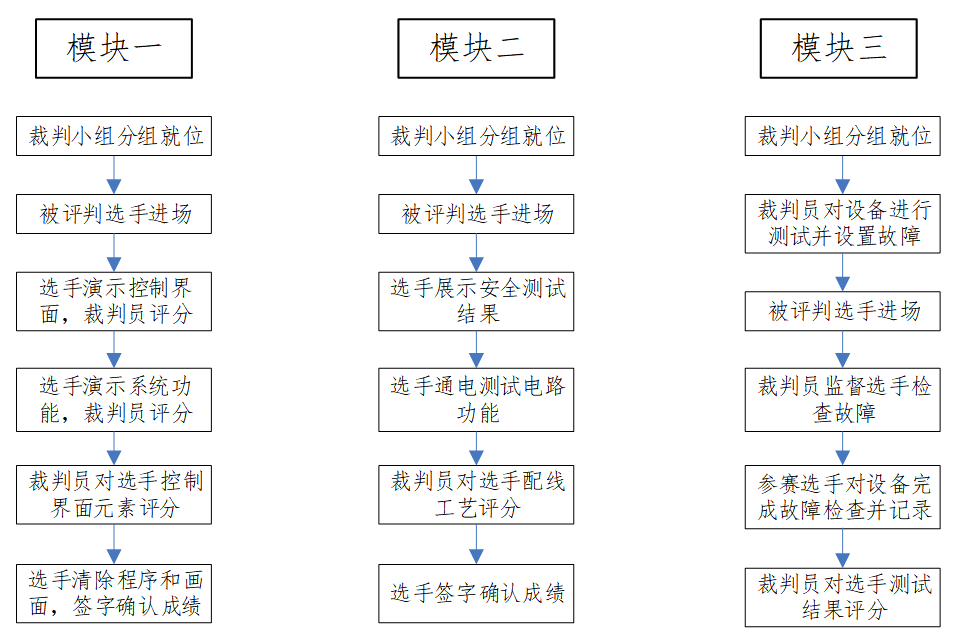 模块一
裁判小组分组就位
被评判选手进场
选手演示控制界
面，裁判员评分
选手演示系统功
能，裁判员评分
裁判员对选手控制
界面元素评分
选手清除程序和画
面，签字确认成绩
模块二
裁判小组分组就位
被评判选手进场
选手展示安全测试
结果
选手通电测试电路
功能
裁判员对选手配线
工艺评分
选手签字确认成绩
模块三
裁判小组分组就位
裁判员对设备进行
测试并设置故障
被评判选手进场
裁判员监督选手检
查故障
参赛选手对设备完
成故障检查并记录
裁判员对选手测试
结果评分